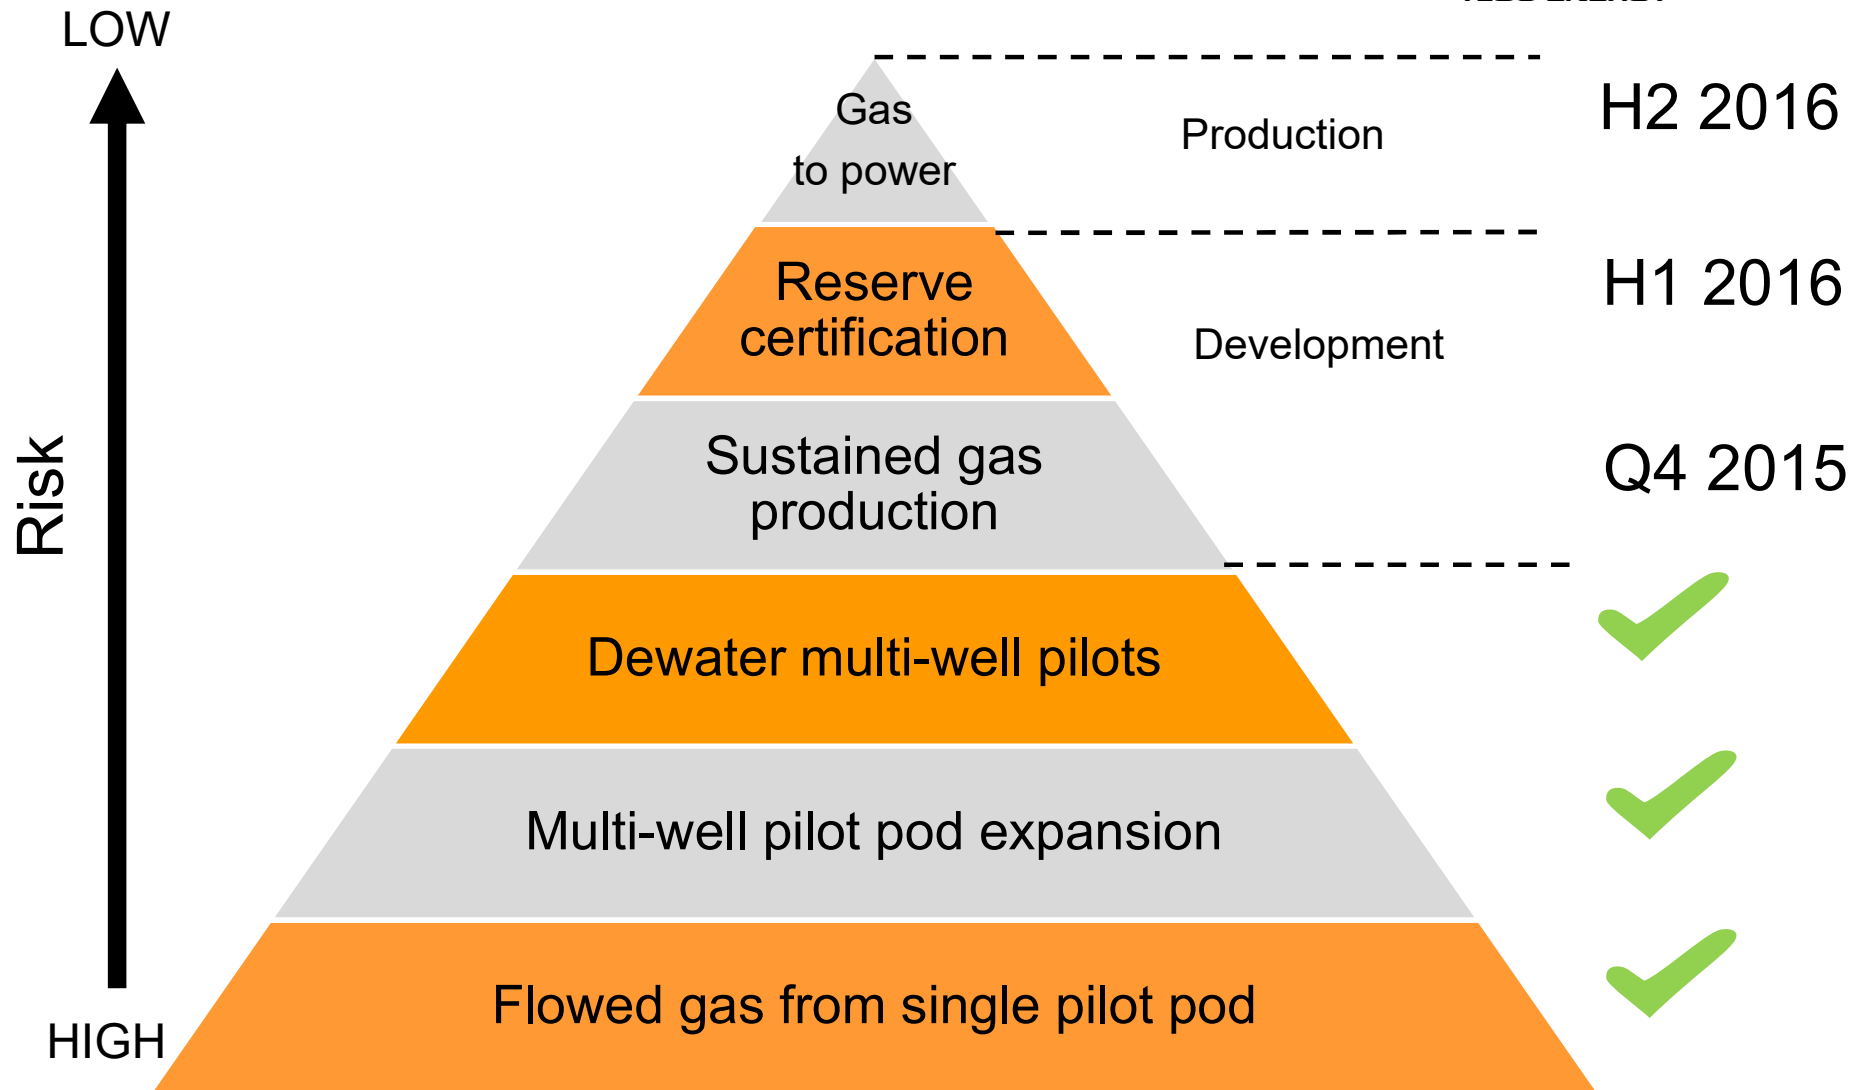 LOW
Gas
to power
Production
H2 2016
Reserve
certification
Development
H1 2016
Risk
Sustained gas
production
Q4 2015
Dewater multi-well pilots
Multi-well pilot pod expansion
Flowed gas from single pilot pod
HIGH